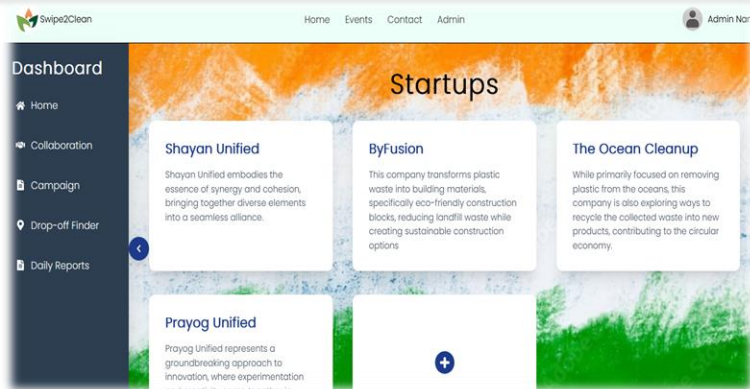 Swipe2Clean
Home Events Contact Admin
Admin
Dashboard
Home
Collaboration
Campaign
Drop-off Finder
Daily Reports
Startups
Shayan Unified
Shayan Unified embodies the
essence of synergy and cohesion,
bringing together diverse elements
into a seamless alliance.
ByFusion
This company transforms plastic
waste into building materials,
specifically eco-friendly construction
blocks, reducing landfill waste while
creating sustainable construction
options
The Ocean Cleanup
While primarily focused on removing
plastic from the oceans, this
company is also exploring ways to
recycle the collected waste into new
products, contributing to the circular
economy.
Prayog Unified
Prayog Unified represents a
groundbreaking approach to
innovation, where experimentation